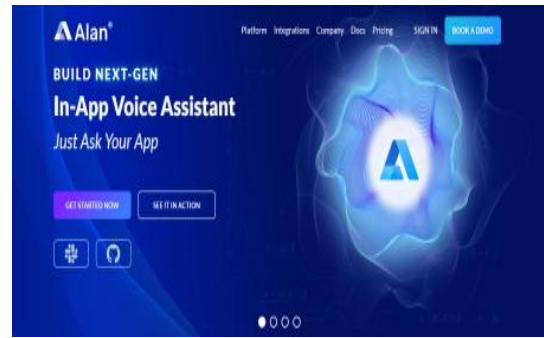 Alan®
Platform Integrations Company Docs Pricing SIGN IN BOOK A DEMO
BUILD NEXT-GEN
In-App Voice Assistant
Just Ask Your App
GET STARTED NOW SEE IT IN ACTION